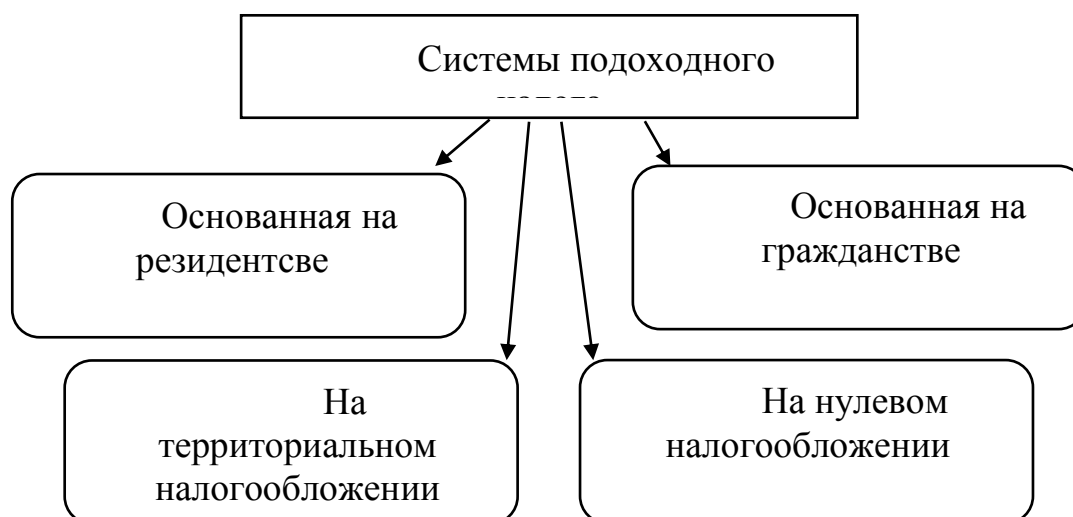 Системы подоходного
Основанная на
резидентсве
Основанная на
гражданстве
На
территориальном
налогообложении
На нулевом
налогообложении